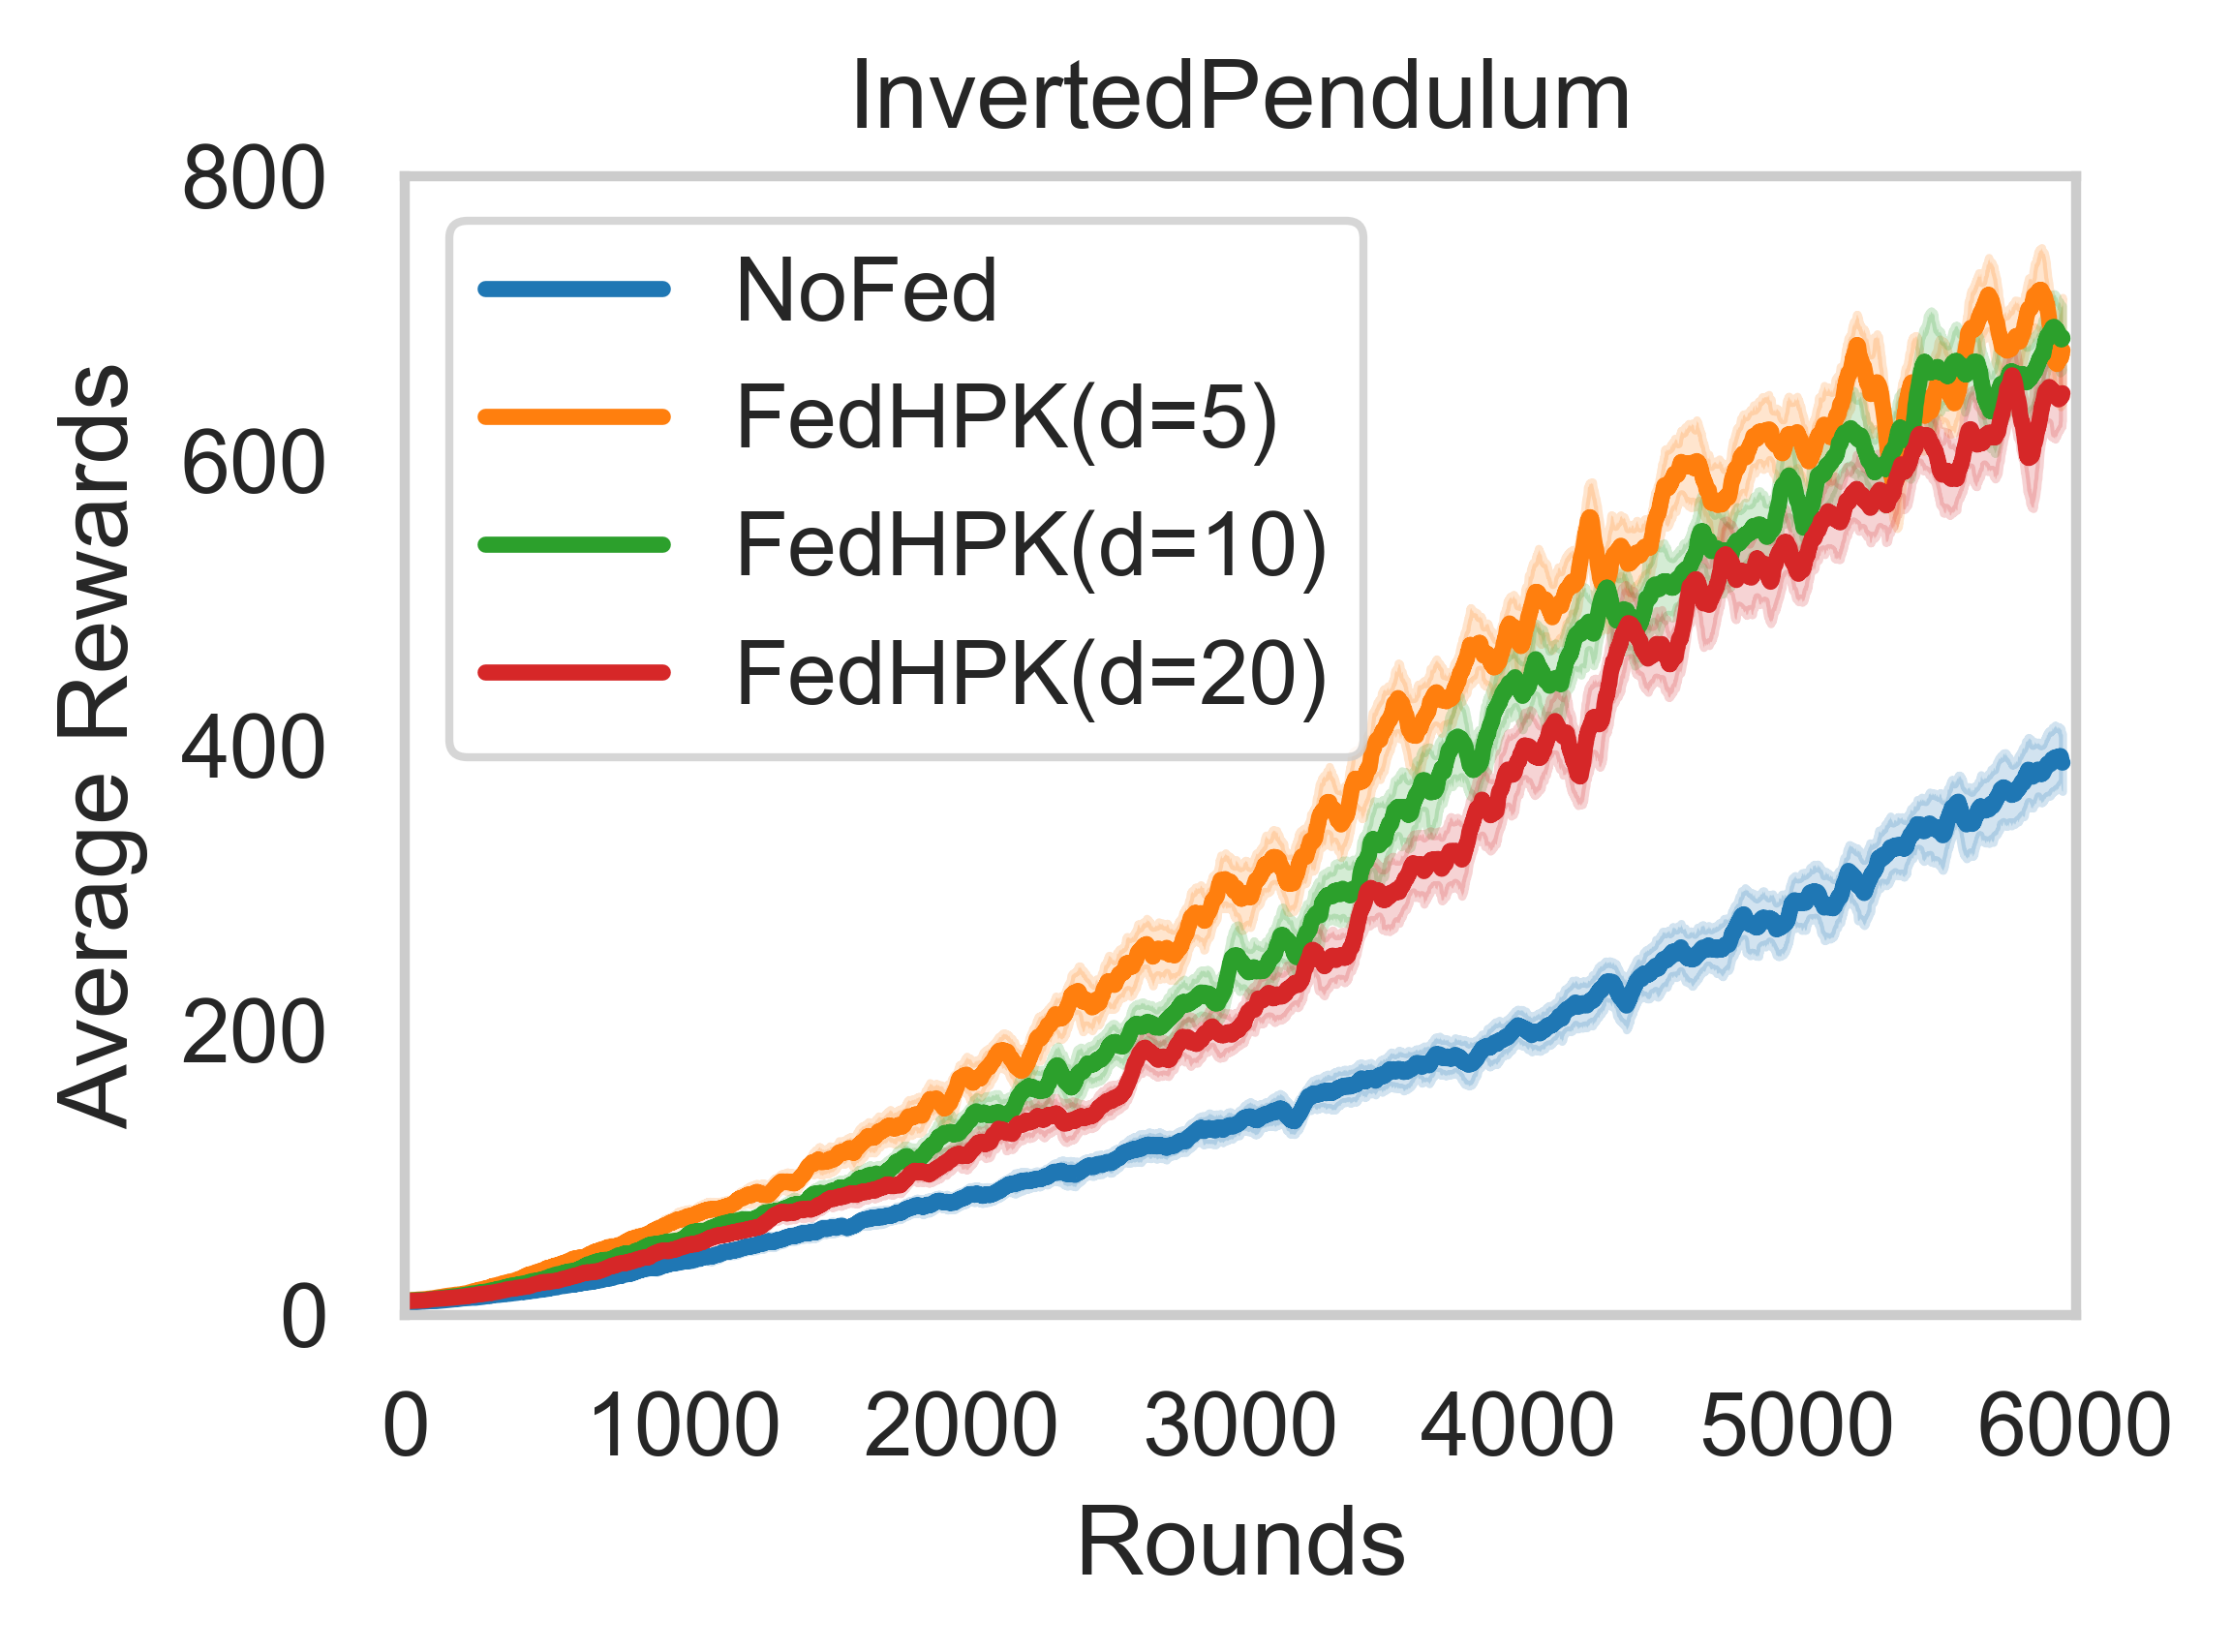 InvertedPendulum
800
600
400
200
0
Average Rewards
NoFed
FedHPK(d=5)
FedHPK(d=10)
FedHPK(d=20)
0 1000 2000 3000 4000 5000 6000
Rounds